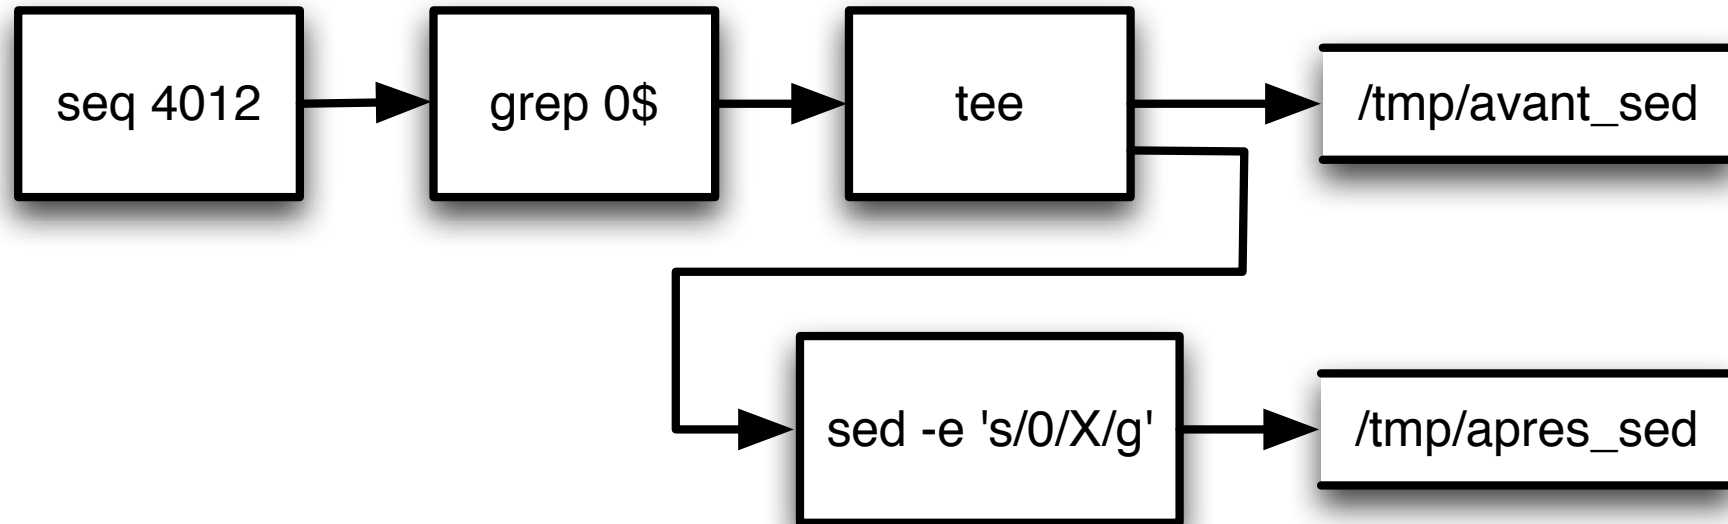 seq 4012
grep 0$
tee
/tmp/avant_sed
sed -e 's/0/X/g'
/tmp/apres_sed